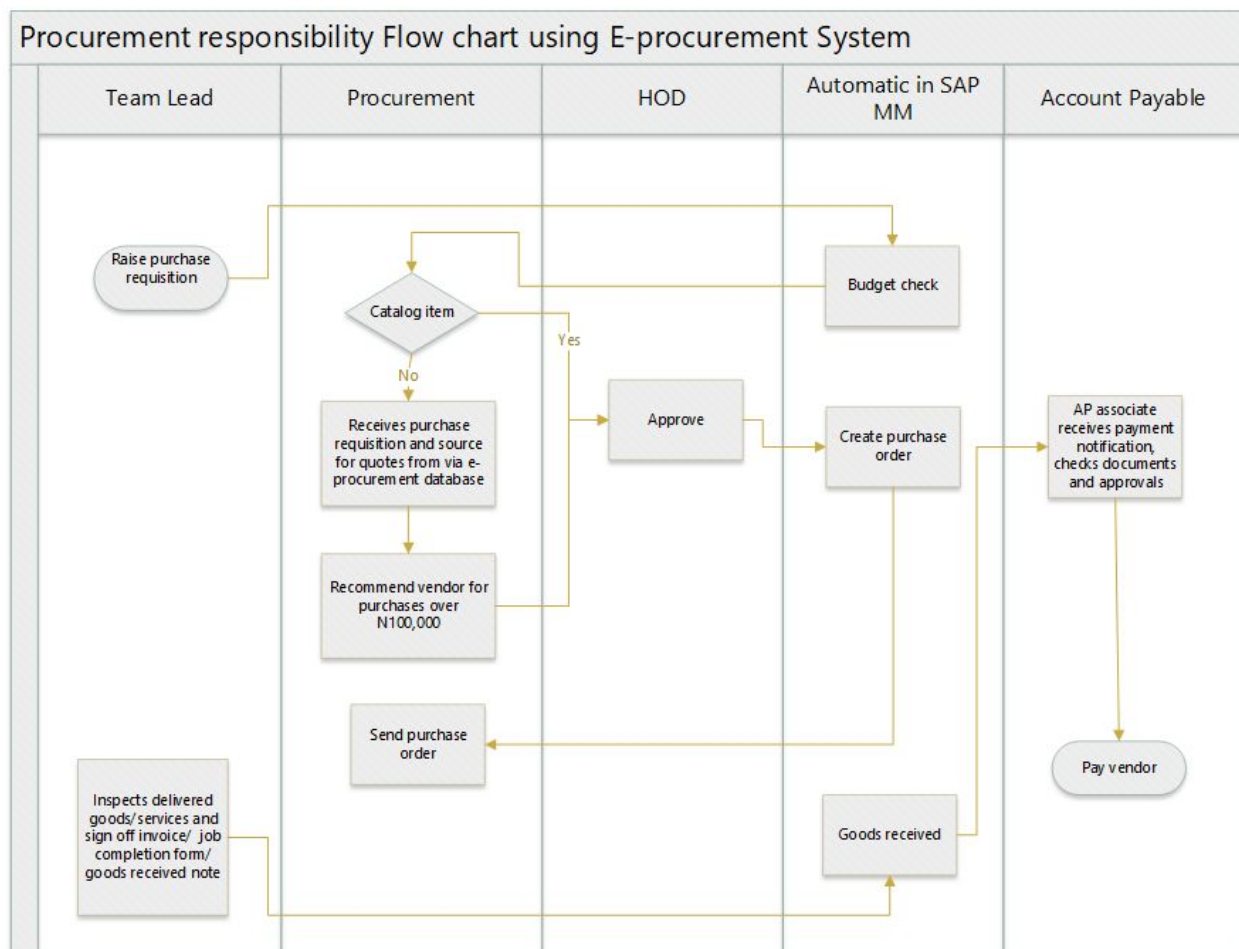 Procurement responsibility Flow chart using E-procurement System
Team Lead
Procurement
HOD
Automatic in SAP
MM
Account Payable
Raise purchase
requisition
Budget check
Catalog item
Yes
No
Receives purchase
requisition and source
for quotes from via e-
procurement database
Approve
Create purchase
order
AP associate
receives payment
notification,
checks documents
and approvals
Recommend vendor for
purchases over
N100,000
Send purchase
order
Pay vendor
Inspects delivered
goods/services and
sign off invoice/ job
completion form/
goods received note
Goods received